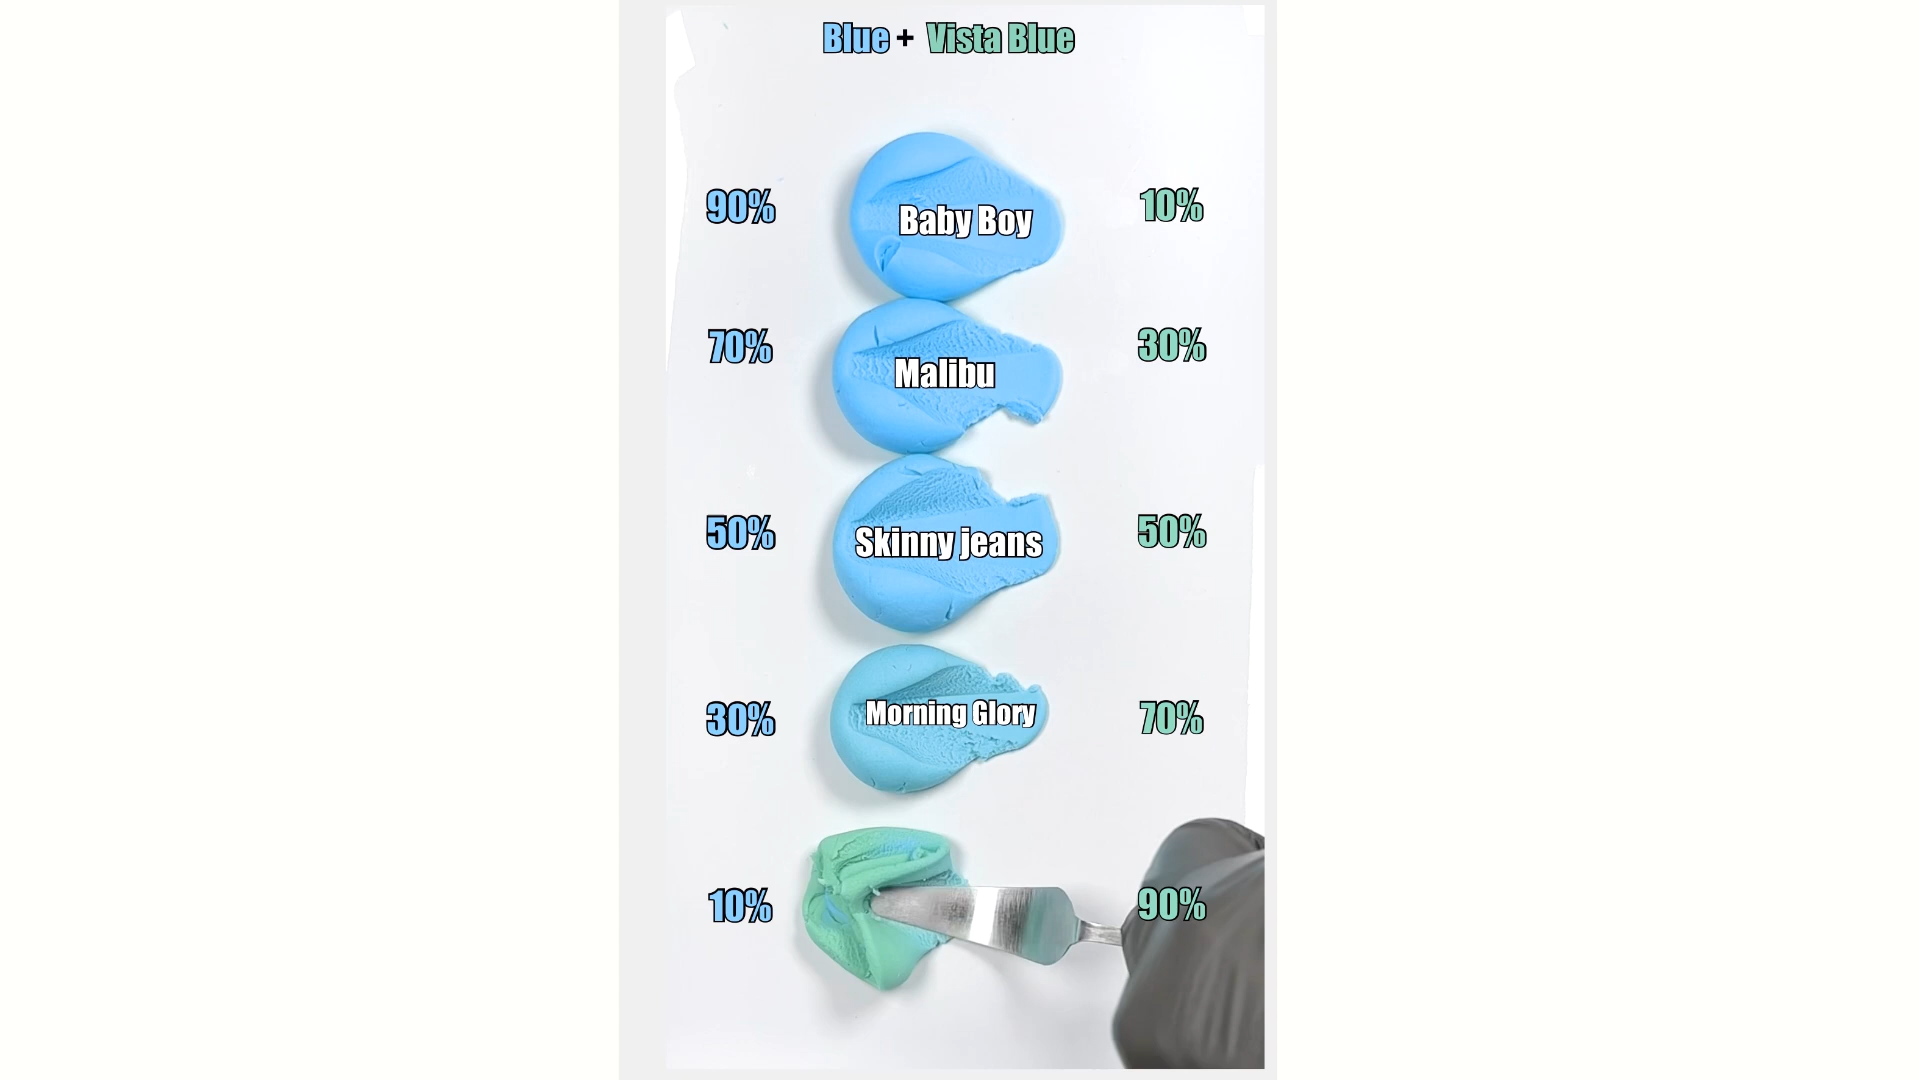 Blue + Vista Blue
90% Baby Boy 10%
70% Malibu 30%
50% Skinny jeans 50%
30% Morning Glory 70%
10% 90%